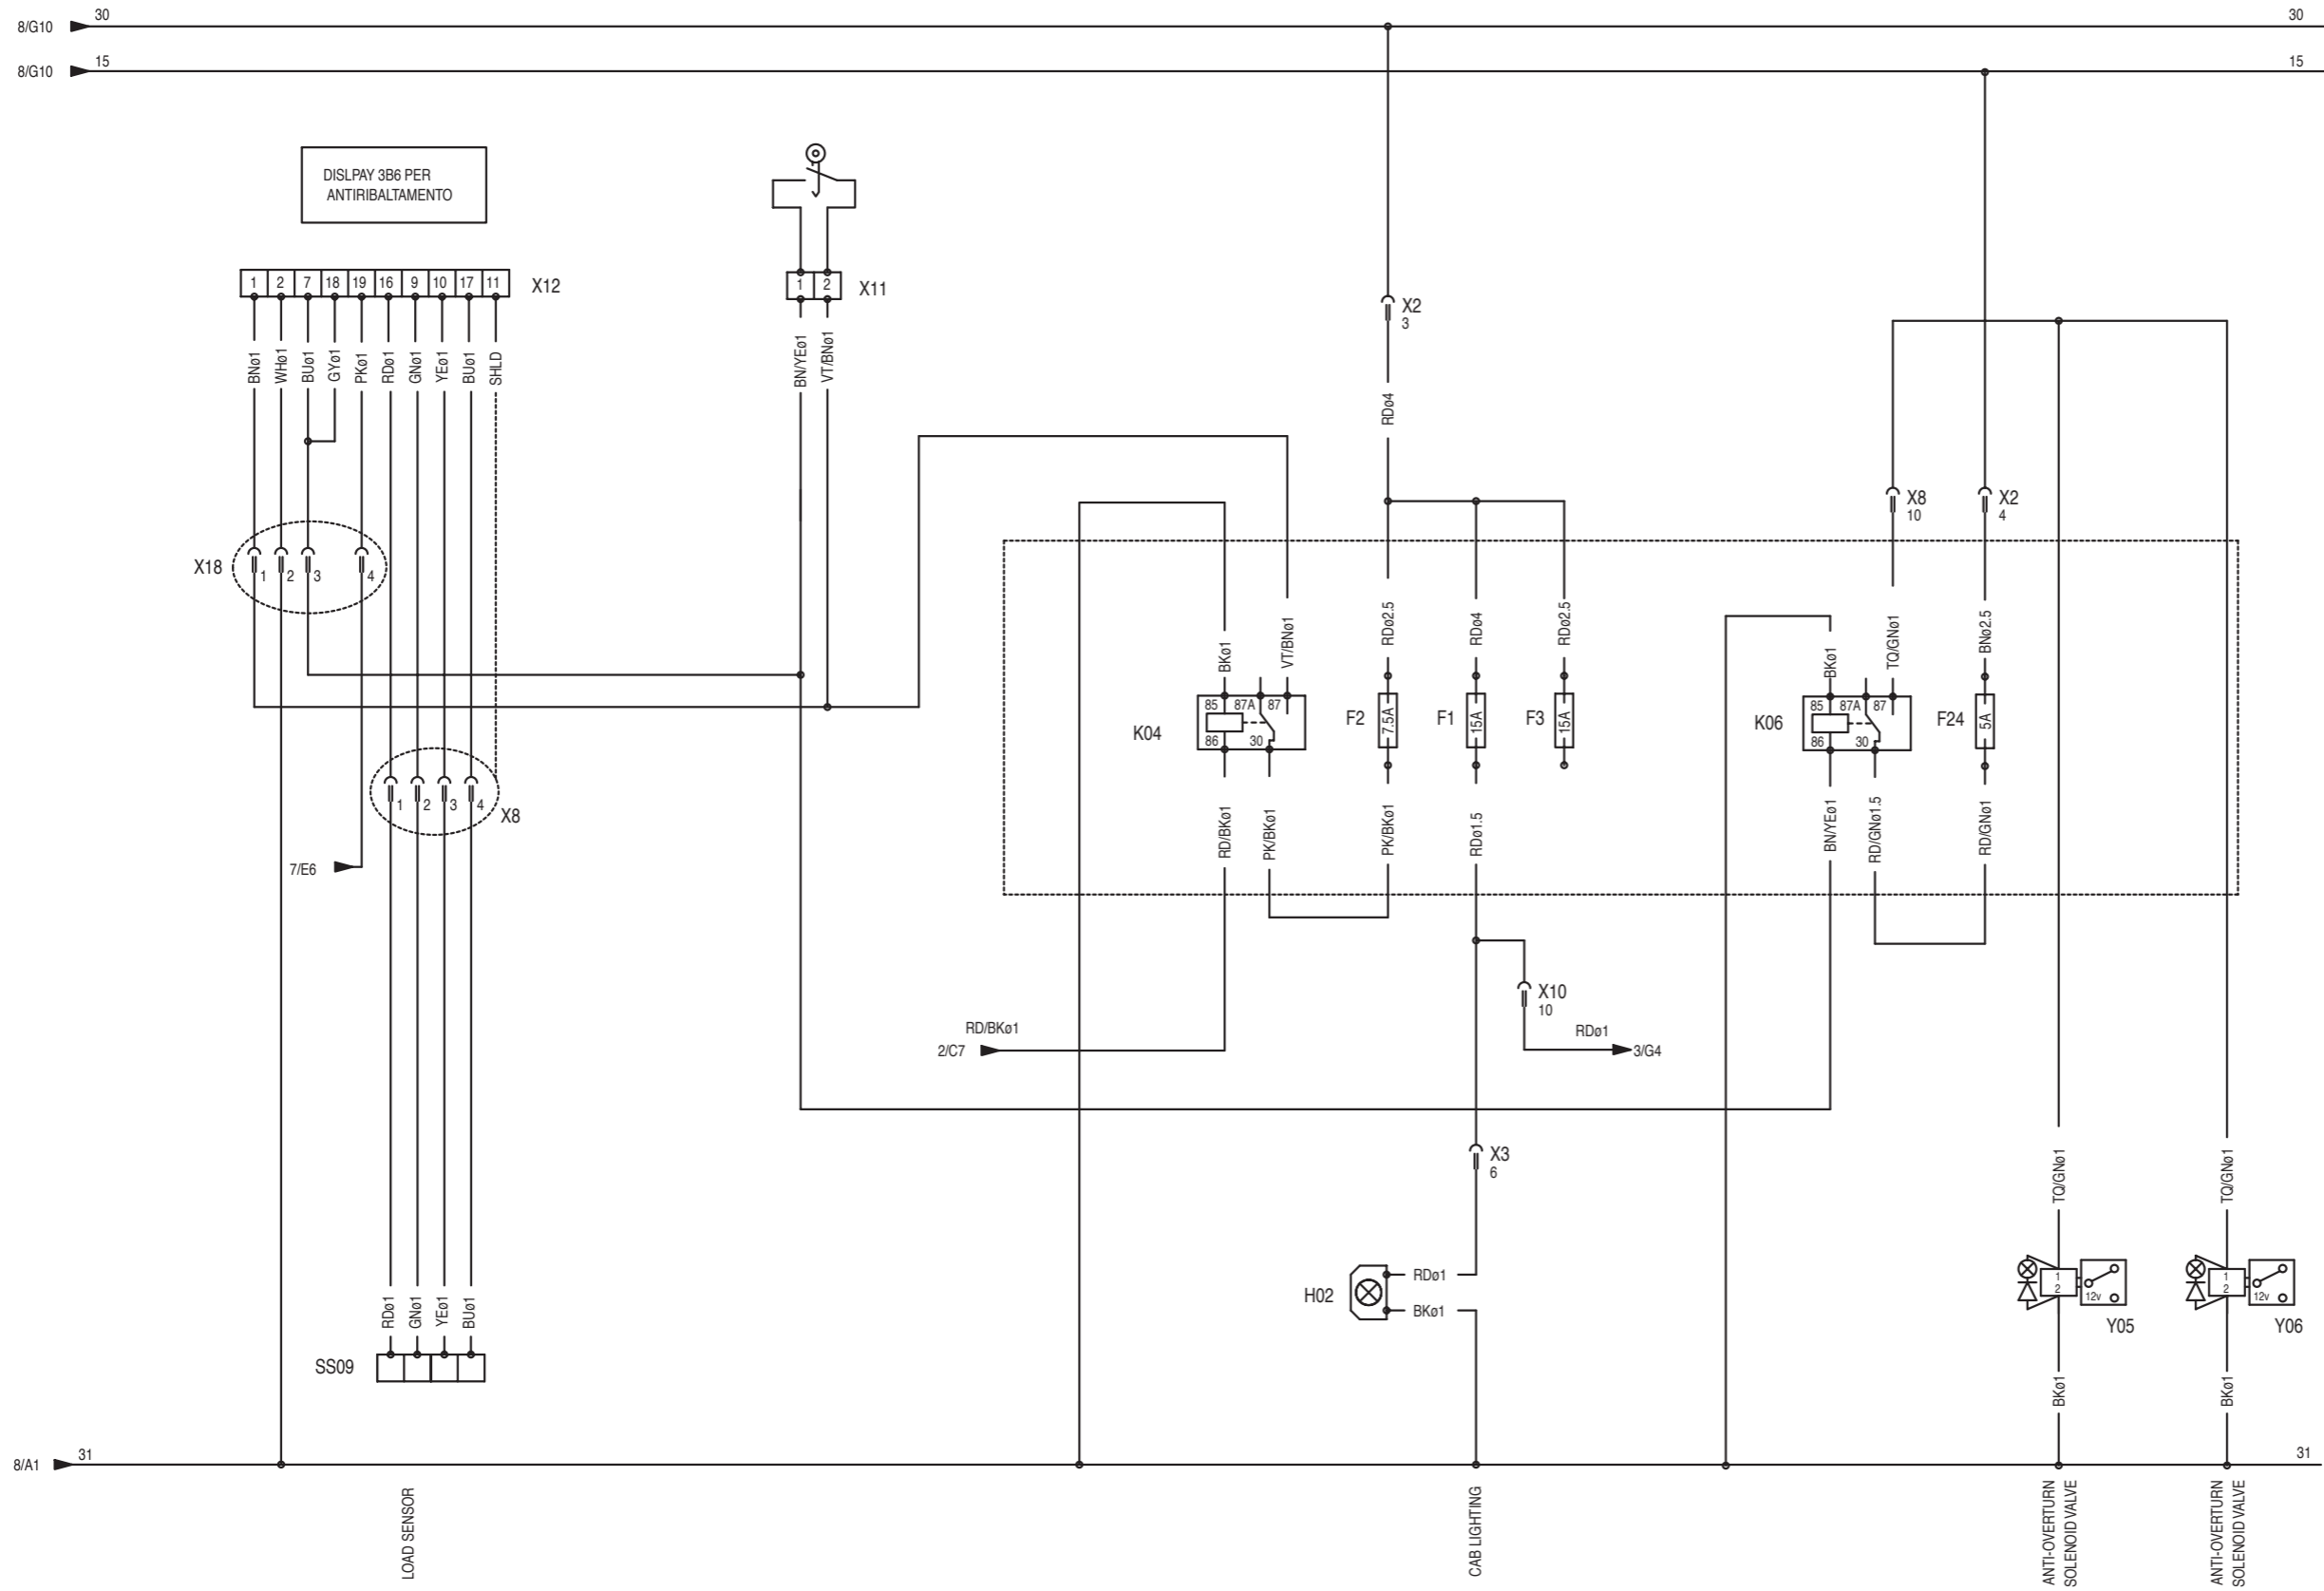 8/G10 30 30
8/G10 15 15
DISLPAY 3B6 PER
ANTIRIBALTAMENTO
1 2 7 18 19 16 9 10 17 11 X12
1 2 X11
X2
3
BNø1 WHø1 BUø1 GYø1 PKø1 RDø1 GNø1 YEø1 BUø1 SHLD
BN/YEø1 VT/BNø1
RDø4
X8
10
X2
4
X18 1 2 3 4
BKø1 VT/BNø1 RDø2.5 RDø4 RDø2.5
BKø1 TQ/GNø1 BNø2.5
K04 85 87A 87 86 30
F2 7.5A
F1 15A
F3 15A
K06 85 87A 87 86 30
F24 5A
1 2 3 4 X8
RD/BKø1 PK/BKø1 PK/BKø1 RDø1.5
BN/YEø1 RD/GNø1.5 RD/GNø1
7/E6
X10
10
RD/BKø1
2/C7
RDø1
3/G4
X3
6
TQ/GNø1 TQ/GNø1
H02 RDø1
BKø1
1
2
12v
Y05
1
2
12v
Y06
RDø1 GNø1 YEø1 BUø1
SS09
BKø1 BKø1
8/A1 31 31
LOAD SENSOR
CAB LIGHTING
ANTI-OVERTURN
SOLENOID VALVE
ANTI-OVERTURN
SOLENOID VALVE